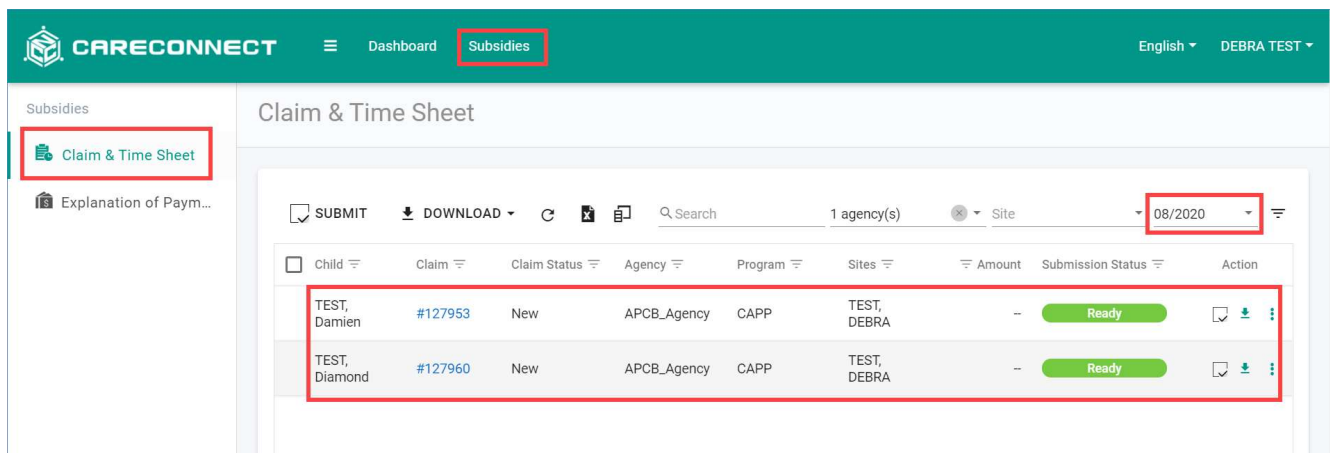 CARECONNECT Dashboard Subsidies English DEBRA TEST
Subsidies
Claim & Time Sheet
Explanation of Paym...
Claim & Time Sheet
SUBMIT DOWNLOAD Search 1 agency(s) Site 08/2020
Child Claim Claim Status Agency Program Sites Amount Submission Status Action
TEST, Damien #127953 New APCB_Agency CAPP TEST, DEBRA -- Ready
TEST, Diamond #127960 New APCB_Agency CAPP TEST, DEBRA -- Ready